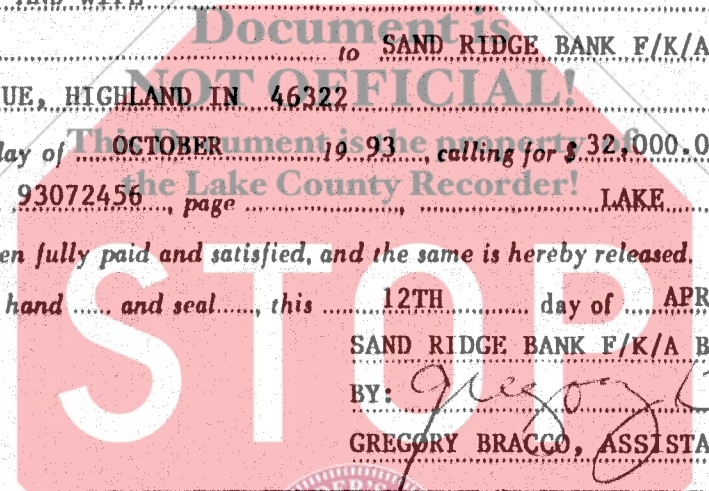 AND WIFE
Document is
to SAND RIDGE BANK F/K/A
NOT OFFICIAL!
UE, HIGHLAND IN 46322
This Document is the property of
day of OCTOBER 19 93, calling for $ 32,000.0
the Lake County Recorder!
93072456, page , LAKE
en fully paid and satisfied, and the same is hereby released.
hand ...... and seal ......, this 12TH day of APR
STOP
SAND RIDGE BANK F/K/A B
BY: Gregory
GREGORY BRACCO, ASSISTA